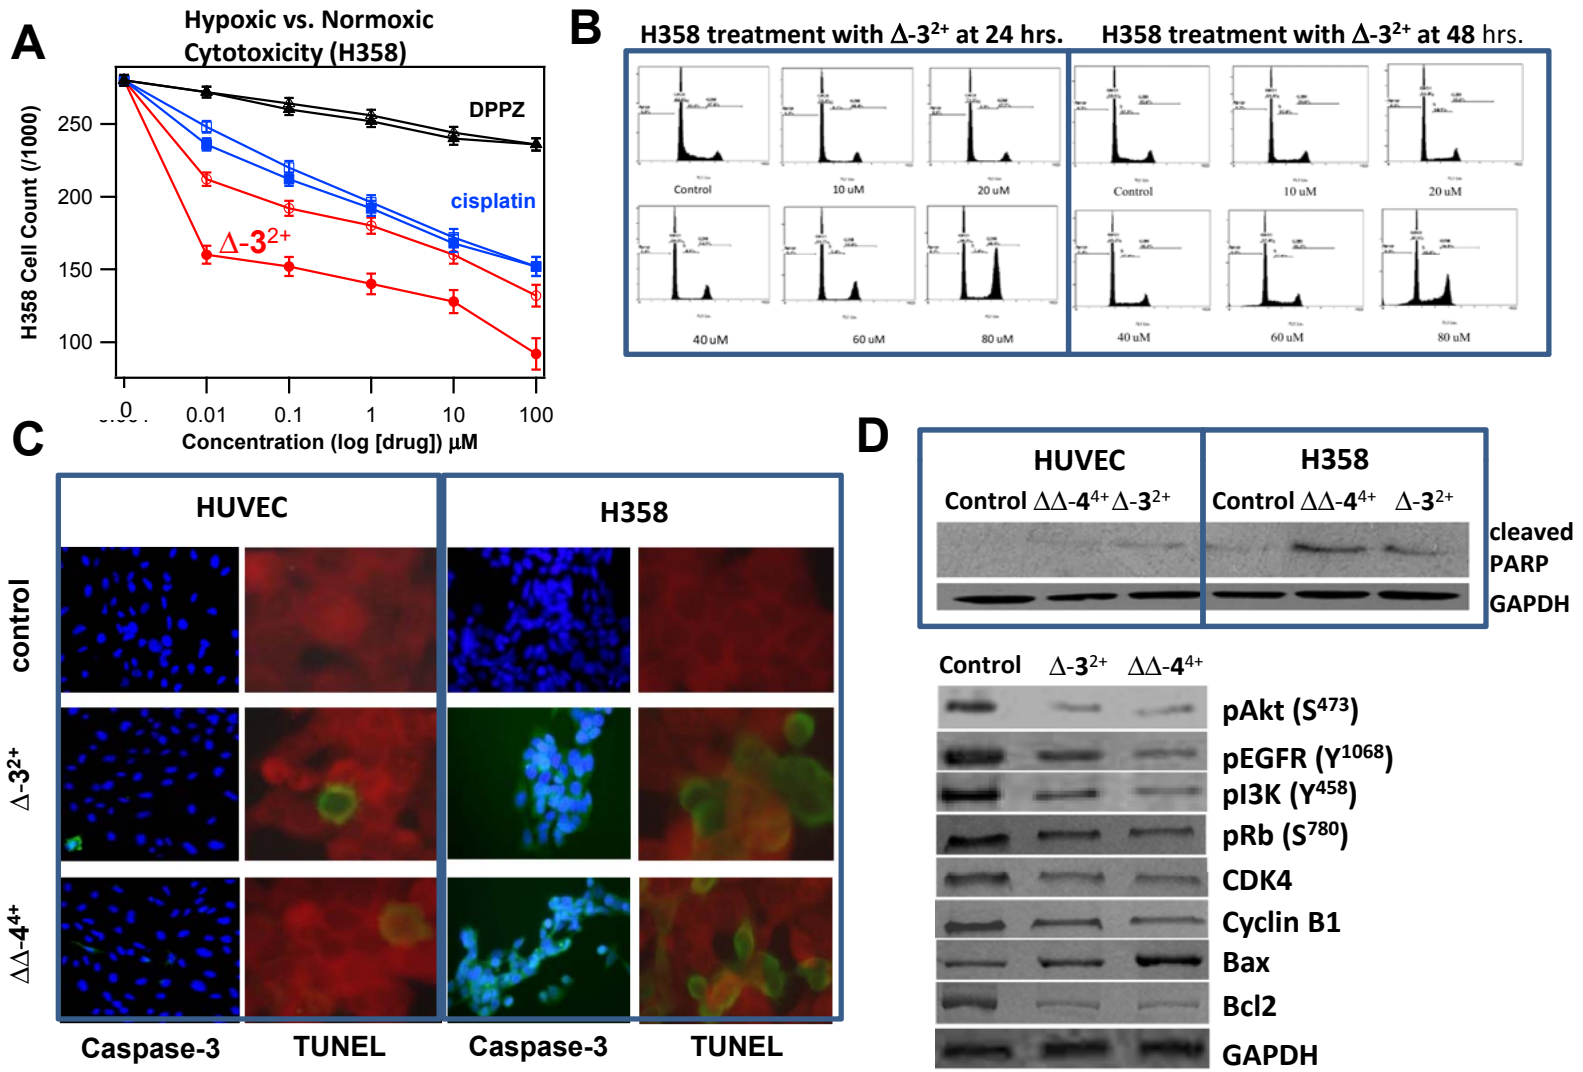 A
Hypoxic vs. Normoxic
Cytotoxicity (H358)
DPPZ
cisplatin
Δ-3²⁺
H358 Cell Count (/1000)
250
200
150
100
0
0.01
0.1
1
10
100
Concentration (log [drug]) μM
B
H358 treatment with Δ-3²⁺ at 24 hrs.
H358 treatment with Δ-3²⁺ at 48 hrs.
Control
10 uM
20 uM
Control
10 uM
20 uM
40 uM
60 uM
80 uM
40 uM
60 uM
80 uM
C
HUVEC
H358
control
Δ-3²⁺
ΔΔ-4⁴⁺
Caspase-3
TUNEL
Caspase-3
TUNEL
D
HUVEC
H358
Control ΔΔ-4⁴⁺ Δ-3²⁺
Control ΔΔ-4⁴⁺ Δ-3²⁺
cleaved
PARP
GAPDH
Control Δ-3²⁺ ΔΔ-4⁴⁺
pAkt (S⁴⁷³)
pEGFR (Y¹⁰⁶⁸)
pI3K (Y⁴⁵⁸)
pRb (S⁷⁸⁰)
CDK4
Cyclin B1
Bax
Bcl2
GAPDH